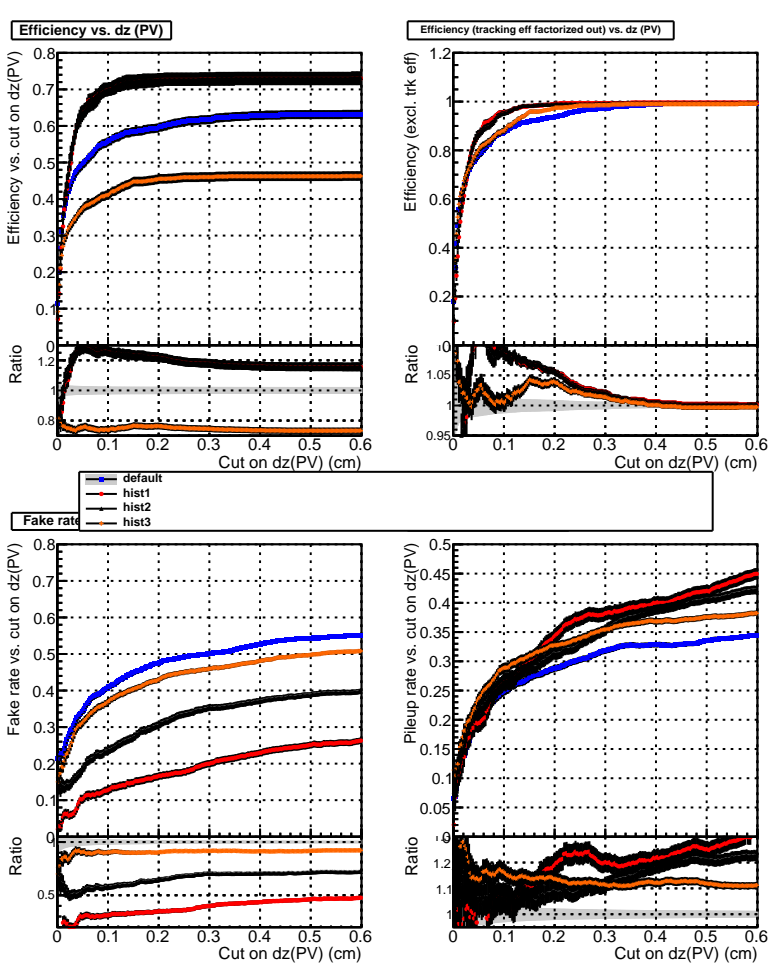 Efficiency vs. dz (PV)
Efficiency vs. cut on dz(PV)
0.8
0.7
0.6
0.5
0.4
0.3
0.2
0.1
0
Ratio
1.2
1
0.8
0 0.1 0.2 0.3 0.4 0.5 0.6
Cut on dz(PV) (cm)
Efficiency (tracking eff factorized out) vs. dz (PV)
Efficiency (excl. trk eff)
1.2
1
0.8
0.6
0.4
0.2
0
Ratio
1.05
1
0.95
0 0.1 0.2 0.3 0.4 0.5 0.6
Cut on dz(PV) (cm)
default
hist1
hist2
hist3
Fake rate
Fake rate vs. cut on dz(PV)
0.8
0.7
0.6
0.5
0.4
0.3
0.2
0.1
0
Ratio
1
0.5
0 0.1 0.2 0.3 0.4 0.5 0.6
Cut on dz(PV) (cm)
Pileup rate vs. cut on dz(PV)
0.5
0.45
0.4
0.35
0.3
0.25
0.2
0.15
0.1
0.05
Ratio
1.2
1.1
1
0 0.1 0.2 0.3 0.4 0.5 0.6
Cut on dz(PV) (cm)